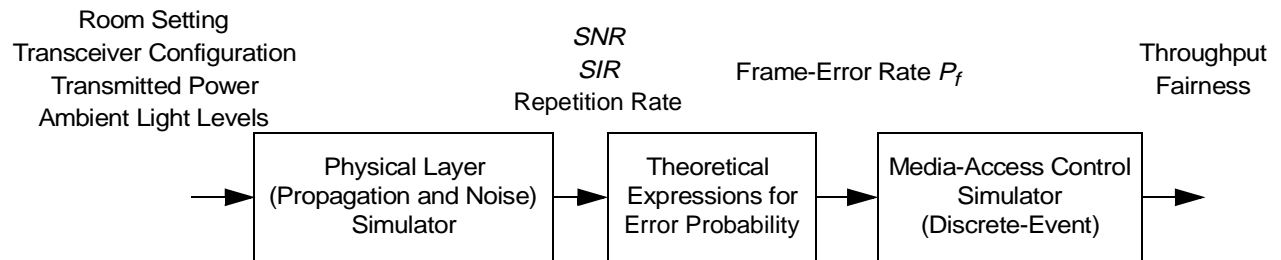 Room Setting
Transceiver Configuration
Transmitted Power
Ambient Light Levels
SNR
SIR
Repetition Rate
Frame-Error Rate Pf
Throughput
Fairness
Physical Layer
(Propagation and Noise)
Simulator
Theoretical
Expressions for
Error Probability
Media-Access Control
Simulator
(Discrete-Event)